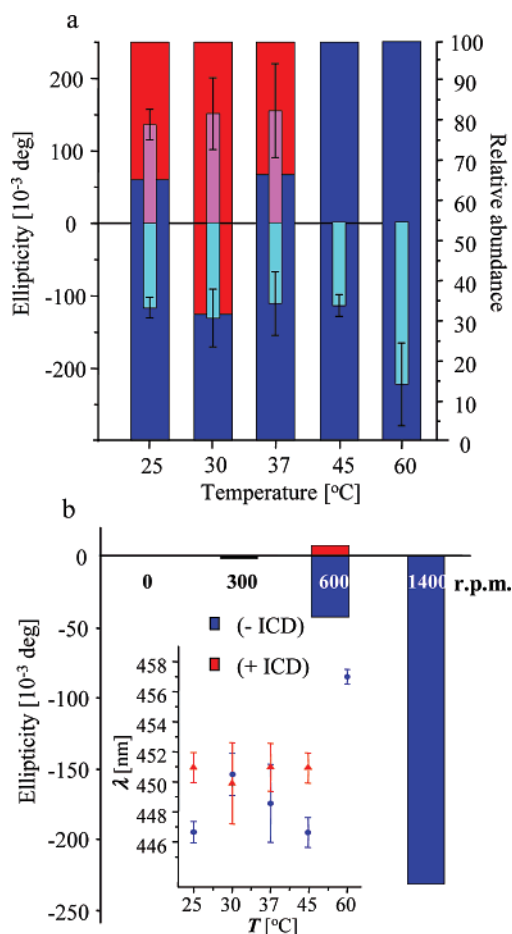 a
200
100
0
-100
-200
Ellipticity [10-3 deg]
100
90
80
70
60
50
40
30
20
10
0
Relative abundance
25 30 37 45 60
Temperature [oC]
b
0
-50
-100
-150
-200
-250
Ellipticity [10-3 deg]
0 300 600 1400 r.p.m.
(- ICD)
(+ ICD)
458
456
454
452
450
448
446
λ [nm]
25 30 37 45 60
T [°C]